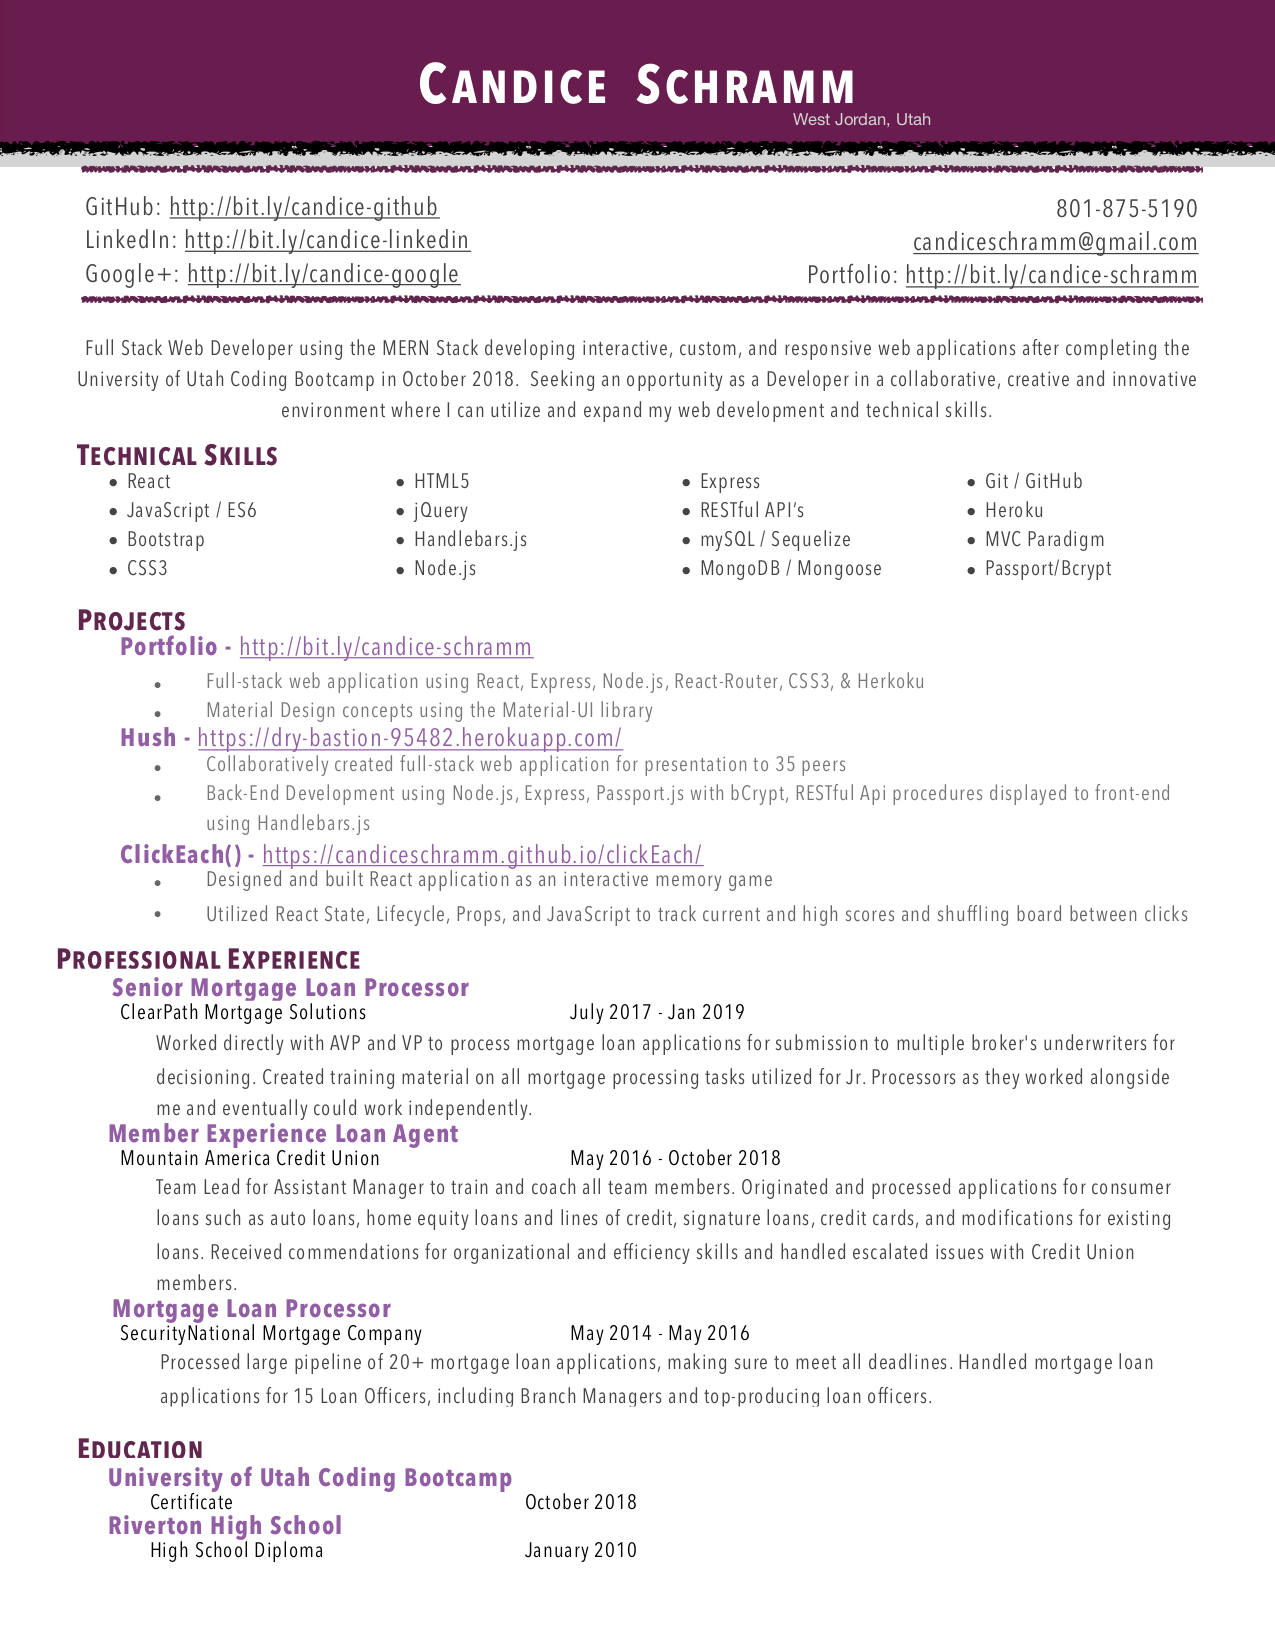 CANDICE SCHRAMM
West Jordan, Utah
GitHub: http://bit.ly/candice-github
LinkedIn: http://bit.ly/candice-linkedin
Google+: http://bit.ly/candice-google
801-875-5190
candiceschramm@gmail.com
Portfolio: http://bit.ly/candice-schramm
Full Stack Web Developer using the MERN Stack developing interactive, custom, and responsive web applications after completing the
University of Utah Coding Bootcamp in October 2018. Seeking an opportunity as a Developer in a collaborative, creative and innovative
environment where I can utilize and expand my web development and technical skills.
TECHNICAL SKILLS
• React
• JavaScript / ES6
• Bootstrap
• CSS3
• HTML5
• jQuery
• Handlebars.js
• Node.js
• Express
• RESTful API’s
• mySQL / Sequelize
• MongoDB / Mongoose
• Git / GitHub
• Heroku
• MVC Paradigm
• Passport/Bcrypt
PROJECTS
Portfolio - http://bit.ly/candice-schramm
• Full-stack web application using React, Express, Node.js, React-Router, CSS3, & Herkoku
• Material Design concepts using the Material-UI library
Hush - https://dry-bastion-95482.herokuapp.com/
• Collaboratively created full-stack web application for presentation to 35 peers
• Back-End Development using Node.js, Express, Passport.js with bCrypt, RESTful Api procedures displayed to front-end
using Handlebars.js
ClickEach() - https://candiceschramm.github.io/clickEach/
• Designed and built React application as an interactive memory game
• Utilized React State, Lifecycle, Props, and JavaScript to track current and high scores and shuffling board between clicks
PROFESSIONAL EXPERIENCE
Senior Mortgage Loan Processor
ClearPath Mortgage Solutions July 2017 - Jan 2019
Worked directly with AVP and VP to process mortgage loan applications for submission to multiple broker's underwriters for
decisioning. Created training material on all mortgage processing tasks utilized for Jr. Processors as they worked alongside
me and eventually could work independently.
Member Experience Loan Agent
Mountain America Credit Union May 2016 - October 2018
Team Lead for Assistant Manager to train and coach all team members. Originated and processed applications for consumer
loans such as auto loans, home equity loans and lines of credit, signature loans, credit cards, and modifications for existing
loans. Received commendations for organizational and efficiency skills and handled escalated issues with Credit Union
members.
Mortgage Loan Processor
SecurityNational Mortgage Company May 2014 - May 2016
Processed large pipeline of 20+ mortgage loan applications, making sure to meet all deadlines. Handled mortgage loan
applications for 15 Loan Officers, including Branch Managers and top-producing loan officers.
EDUCATION
University of Utah Coding Bootcamp
Certificate October 2018
Riverton High School
High School Diploma January 2010